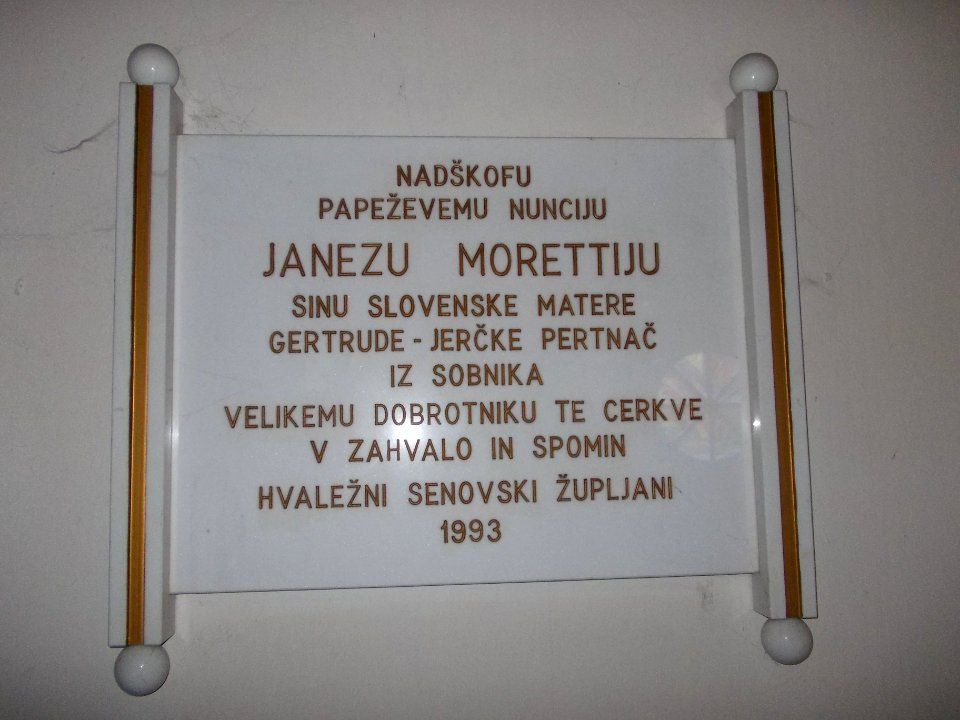 NADŠKOFU
PAPEŽEVEMU NUNCIJU
JANEZU MORETTIJU
SINU SLOVENSKE MATERE
GERTRUDE - JERČKE PERTNAČ
IZ SOBNIKA
VELIKEMU DOBROTNIKU TE CERKVE
V ZAHVALO IN SPOMIN
HVALEŽNI SENOVSKI ŽUPLJANI
1993